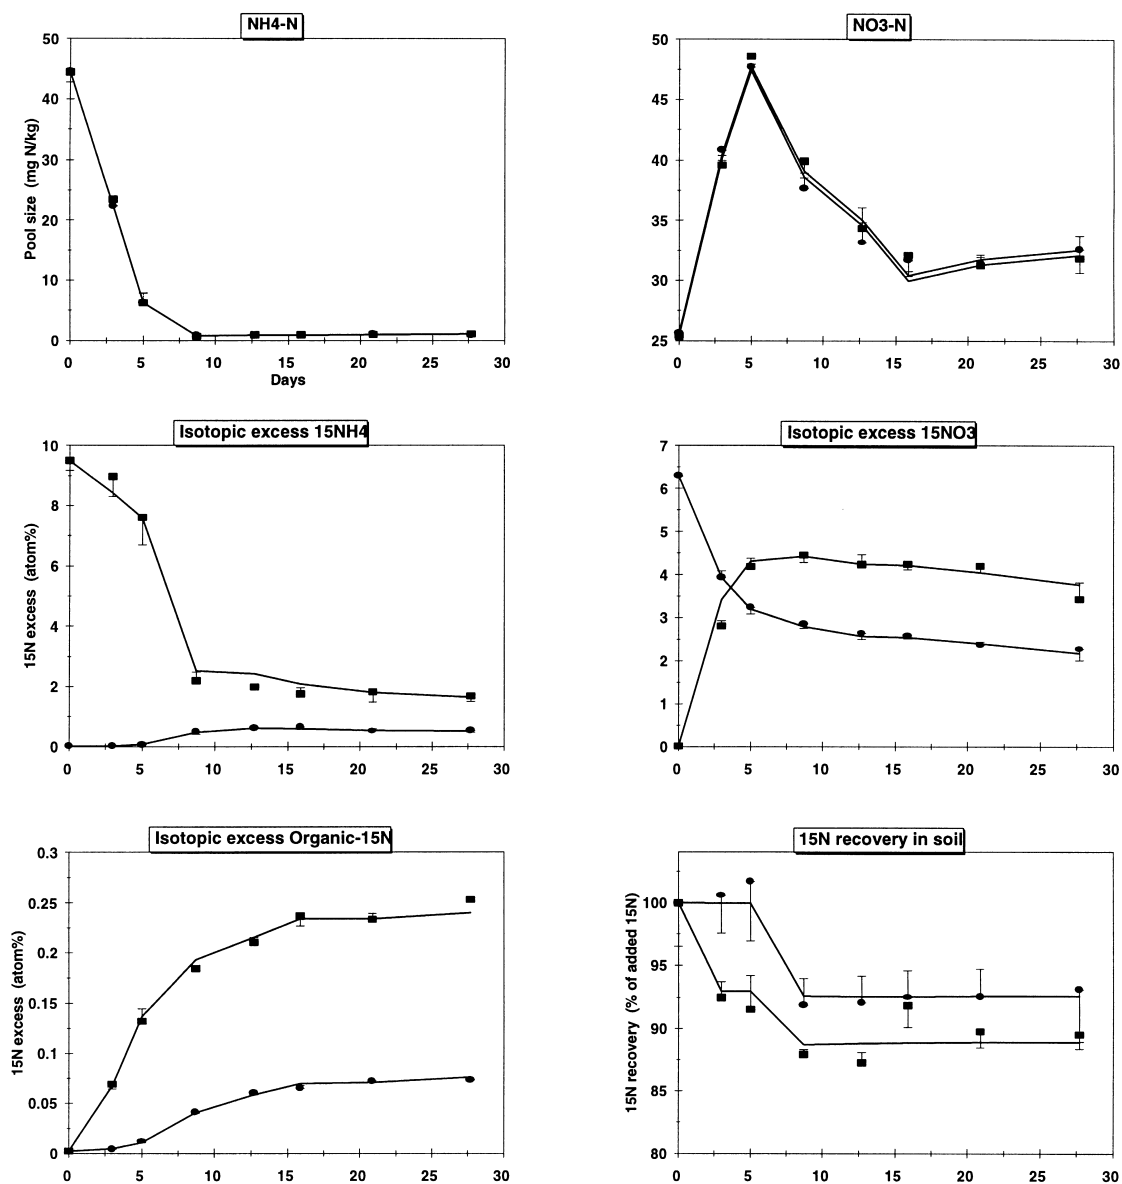 NH4-N
NO3-N
50
40
30
20
10
0
Pool size (mg N/kg)
0 5 10 15 20 25 30
Days
50
45
40
35
30
25
0 5 10 15 20 25 30
Isotopic excess 15NH4
Isotopic excess 15NO3
10
8
6
4
2
0
15N excess (atom%)
0 5 10 15 20 25 30
7
6
5
4
3
2
1
0
0 5 10 15 20 25 30
Isotopic excess Organic-15N
15N recovery in soil
0.3
0.25
0.2
0.15
0.1
0.05
0
15N excess (atom%)
0 5 10 15 20 25 30
100
95
90
85
80
15N recovery (% of added 15N)
0 5 10 15 20 25 30